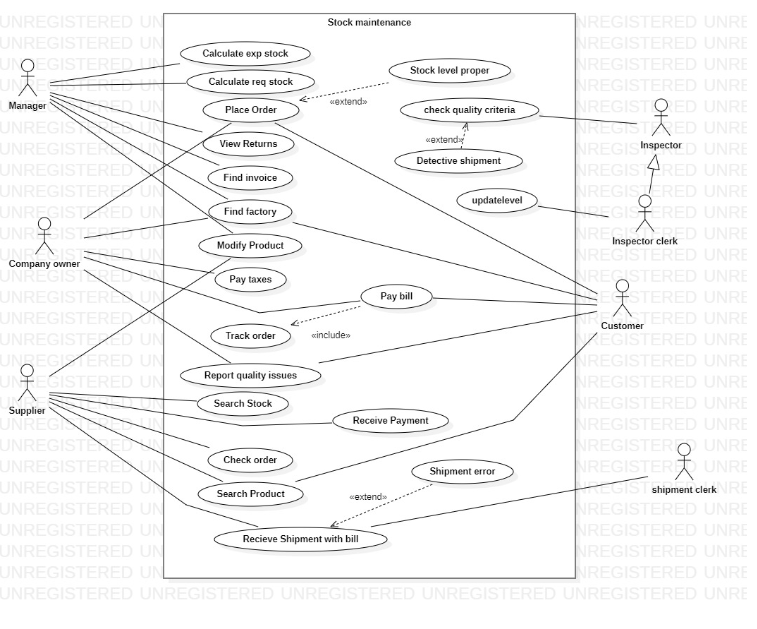 Stock maintenance
Calculate exp stock
Stock level proper
Calculate req stock
Manager
«extend»
Place Order
check quality criteria
«extend»
View Returns
Inspector
Detective shipment
Find invoice
updatelevel
Find factory
Inspector clerk
Modify Product
Company owner
Pay taxes
Pay bill
Customer
Track order
«include»
Report quality issues
Search Stock
Supplier
Receive Payment
Check order
Shipment error
shipment clerk
Search Product
«extend»
Recieve Shipment with bill
UNREGISTERED UNREGISTERED UNREGISTERED UNREGISTERED UNREGISTERED UNRE